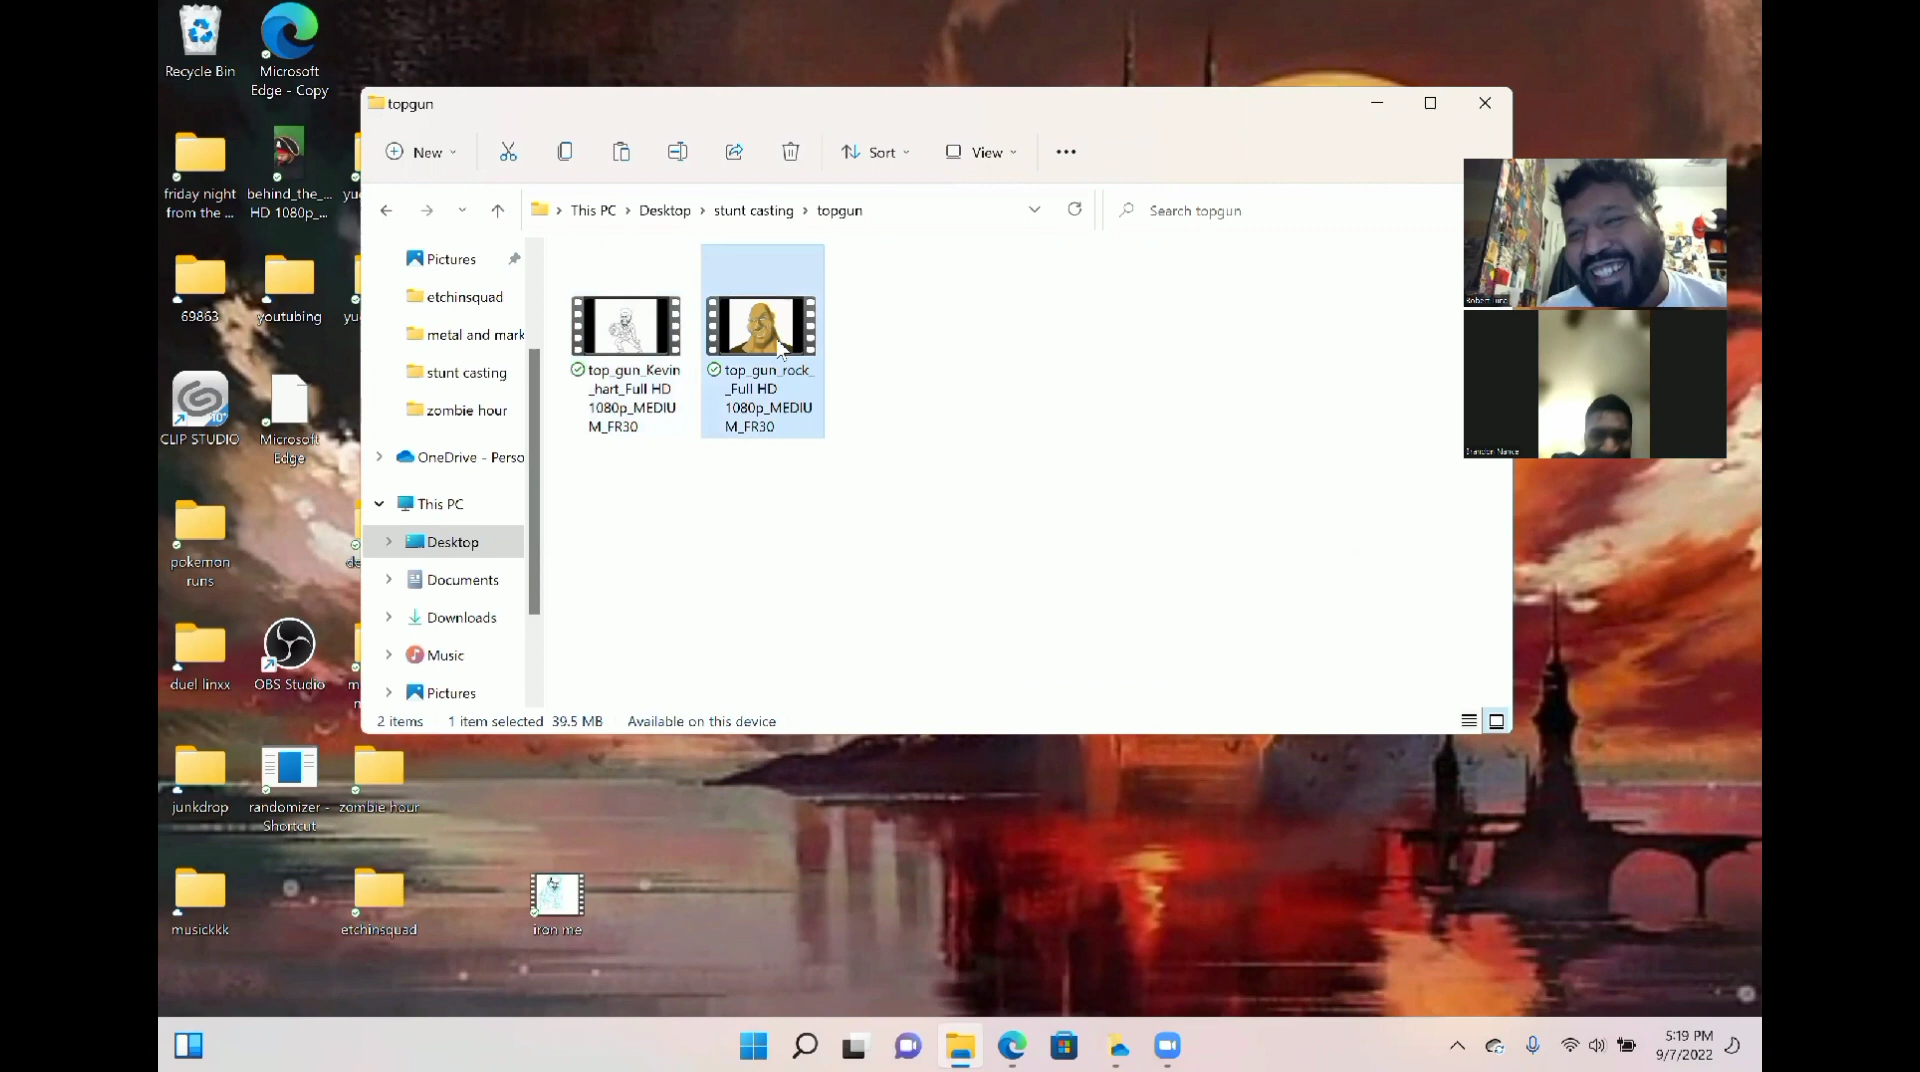 Recycle Bin
Microsoft
Edge - Copy
topgun
New
Sort
View
friday night
from the ...
behind_the_...
HD 1080p_...
This PC
Desktop
stunt casting
topgun
Search topgun
Pictures
etchinsquad
metal and mark
stunt casting
zombie hour
OneDrive - Perso
This PC
Desktop
Documents
Downloads
Music
Pictures
top_gun_Kevin
_hart_Full HD
1080p_MEDIU
M_FR30
top_gun_rock_
_Full HD
1080p_MEDIU
M_FR30
2 items
1 item selected 39.5 MB
Available on this device
69863
youtubing
CLIP STUDIO
Microsoft
Edge
pokemon
runs
duel linxx
OBS Studio
junkdrop
randomizer -
Shortcut
zombie hour
musickkk
etchinsquad
iron me
Brandon Nance
5:19 PM
9/7/2022